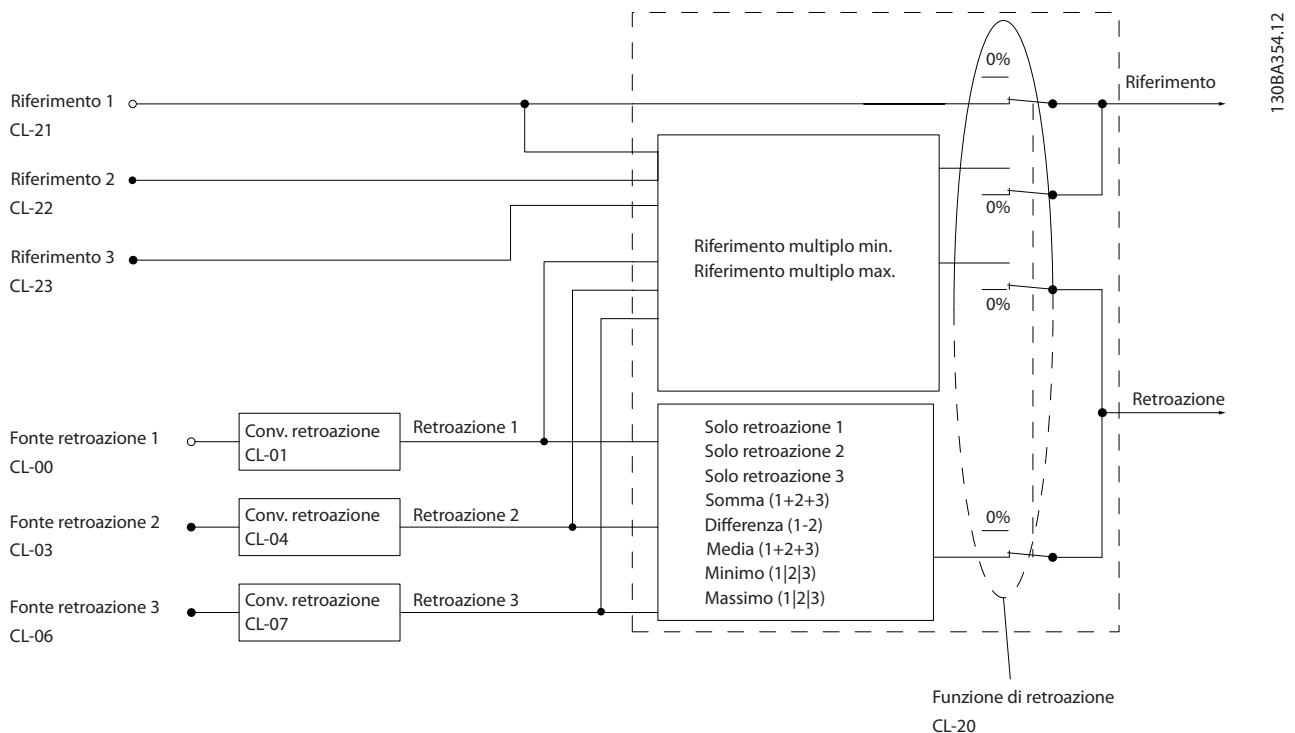 130BA354.12
0%
Riferimento
Riferimento 1
CL-21
Riferimento 2
CL-22
0%
Riferimento 3
CL-23
Riferimento multiplo min.
Riferimento multiplo max.
0%
Retroazione
Fonte retroazione 1
CL-00
Conv. retroazione
CL-01
Retroazione 1
Fonte retroazione 2
CL-03
Conv. retroazione
CL-04
Retroazione 2
Fonte retroazione 3
CL-06
Conv. retroazione
CL-07
Retroazione 3
Solo retroazione 1
Solo retroazione 2
Solo retroazione 3
Somma (1+2+3)
Differenza (1-2)
Media (1+2+3)
Minimo (1|2|3)
Massimo (1|2|3)
0%
Funzione di retroazione
CL-20